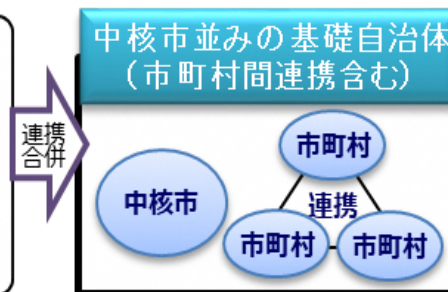 中核市並みの基礎自治体
（市町村間連携含む）
連携
合併
中核市
市町村
連携
市町村
市町村